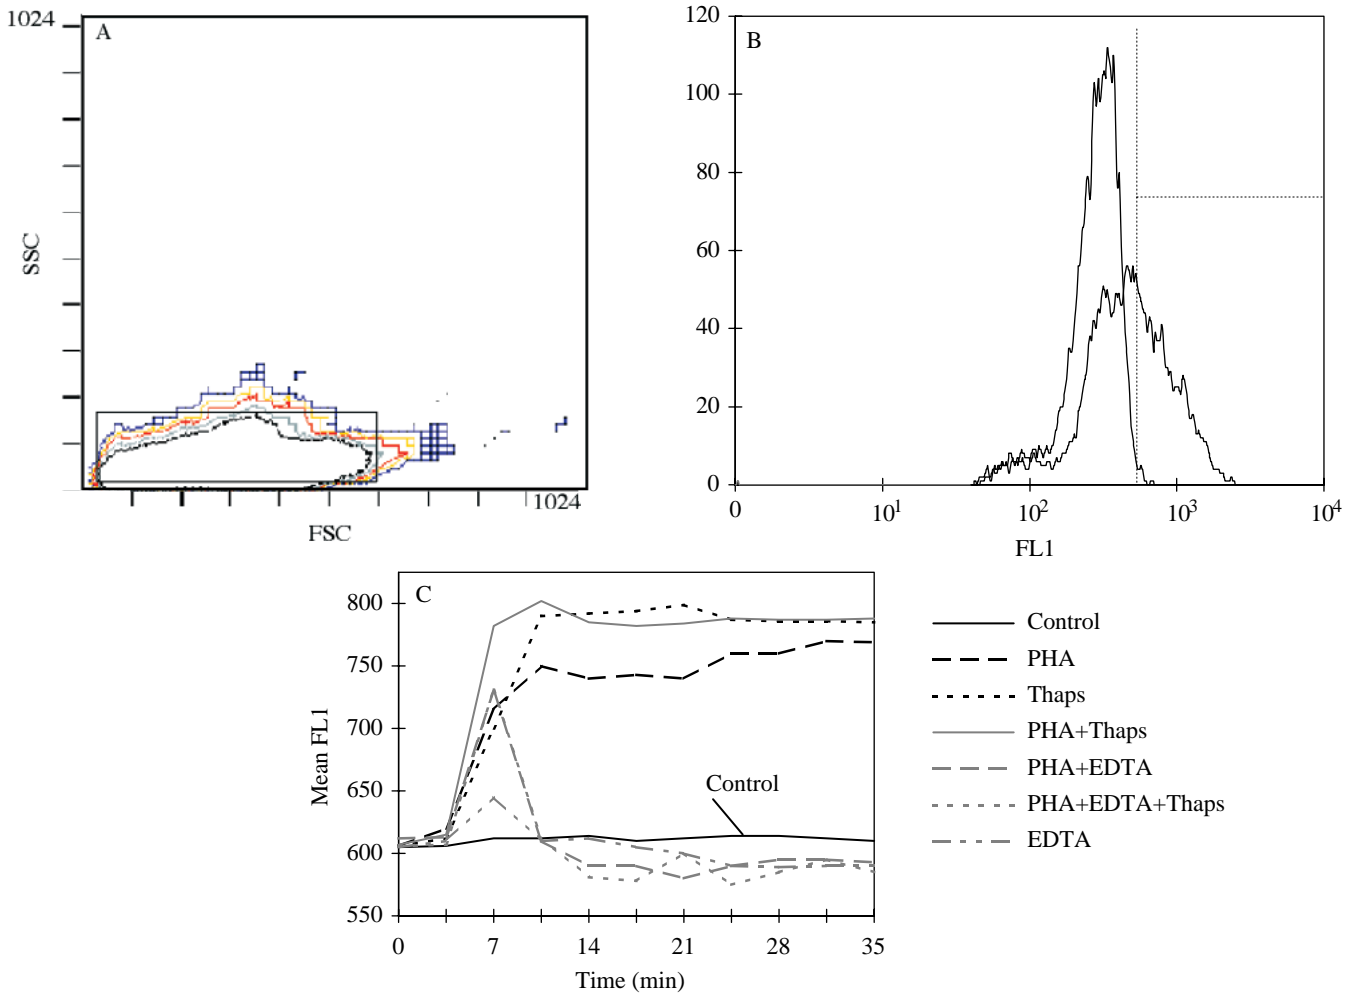 1024
A
SSC
1024
FSC
B
120
100
80
60
40
20
0
0
10¹
10²
10³
10⁴
FL1
C
800
750
700
650
600
550
Mean FL1
Control
0
7
14
21
28
35
Time (min)
Control
PHA
Thaps
PHA+Thaps
PHA+EDTA
PHA+EDTA+Thaps
EDTA